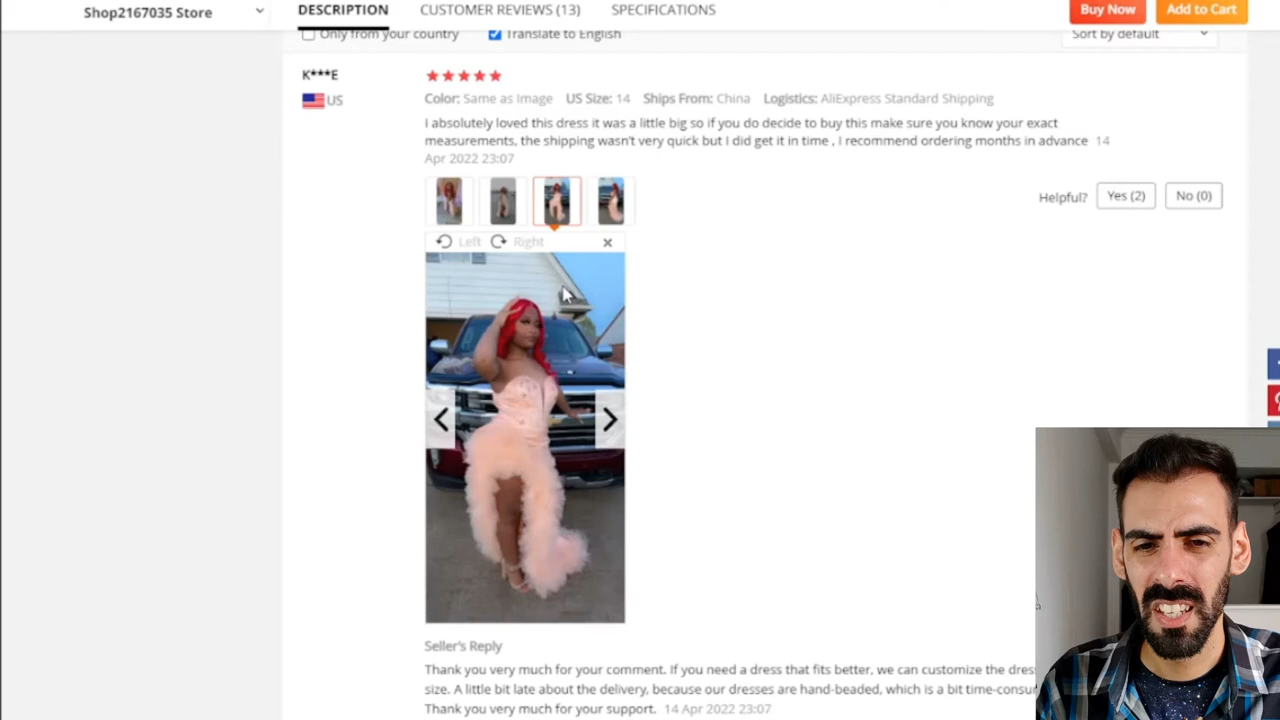 Shop2167035 Store
DESCRIPTION
CUSTOMER REVIEWS (13)
SPECIFICATIONS
Buy Now
Add to Cart
Only from your country
Translate to English
Sort by default
K***E
US
Color: Same as Image US Size: 14 Ships From: China Logistics: AliExpress Standard Shipping
I absolutely loved this dress it was a little big so if you do decide to buy this make sure you know your exact
measurements, the shipping wasn't very quick but I did get it in time , I recommend ordering months in advance 14
Apr 2022 23:07
Helpful?
Yes (2)
No (0)
Left
Right
Seller's Reply
Thank you very much for your comment. If you need a dress that fits better, we can customize the dres
size. A little bit late about the delivery, because our dresses are hand-beaded, which is a bit time-consu
Thank you very much for your support. 14 Apr 2022 23:07